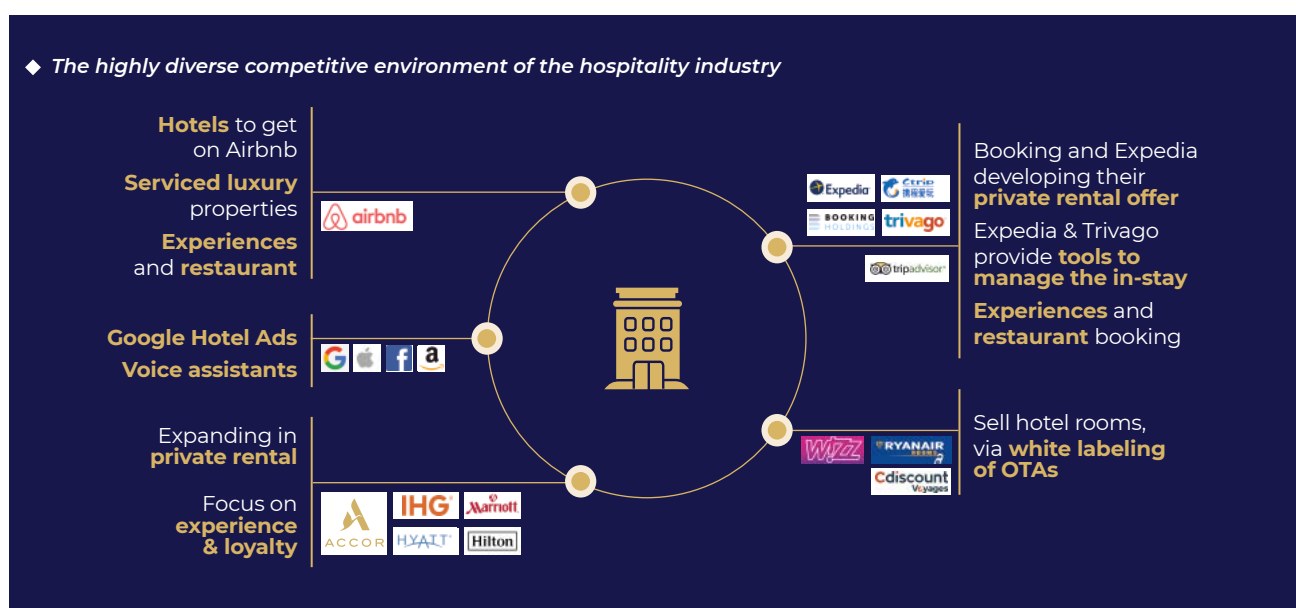 The highly diverse competitive environment of the hospitality industry
Hotels to get
on Airbnb
Serviced luxury
properties
Experiences
and restaurant
airbnb
Google Hotel Ads
Voice assistants
G
f
a
Expanding in
private rental
Focus on
experience
& loyalty
ACCOR
IHG
Marriott
HYATT
Hilton
Expedia
Ctrip
携程爱玩
BOOKING
HOLDINGS
trivago
tripadvisor
Booking and Expedia
developing their
private rental offer
Expedia & Trivago
provide tools to
manage the in-stay
Experiences and
restaurant booking
WIZZ
RYANAIR
ROOMS
Cdiscount
Voyages
Sell hotel rooms,
via white labeling
of OTAs